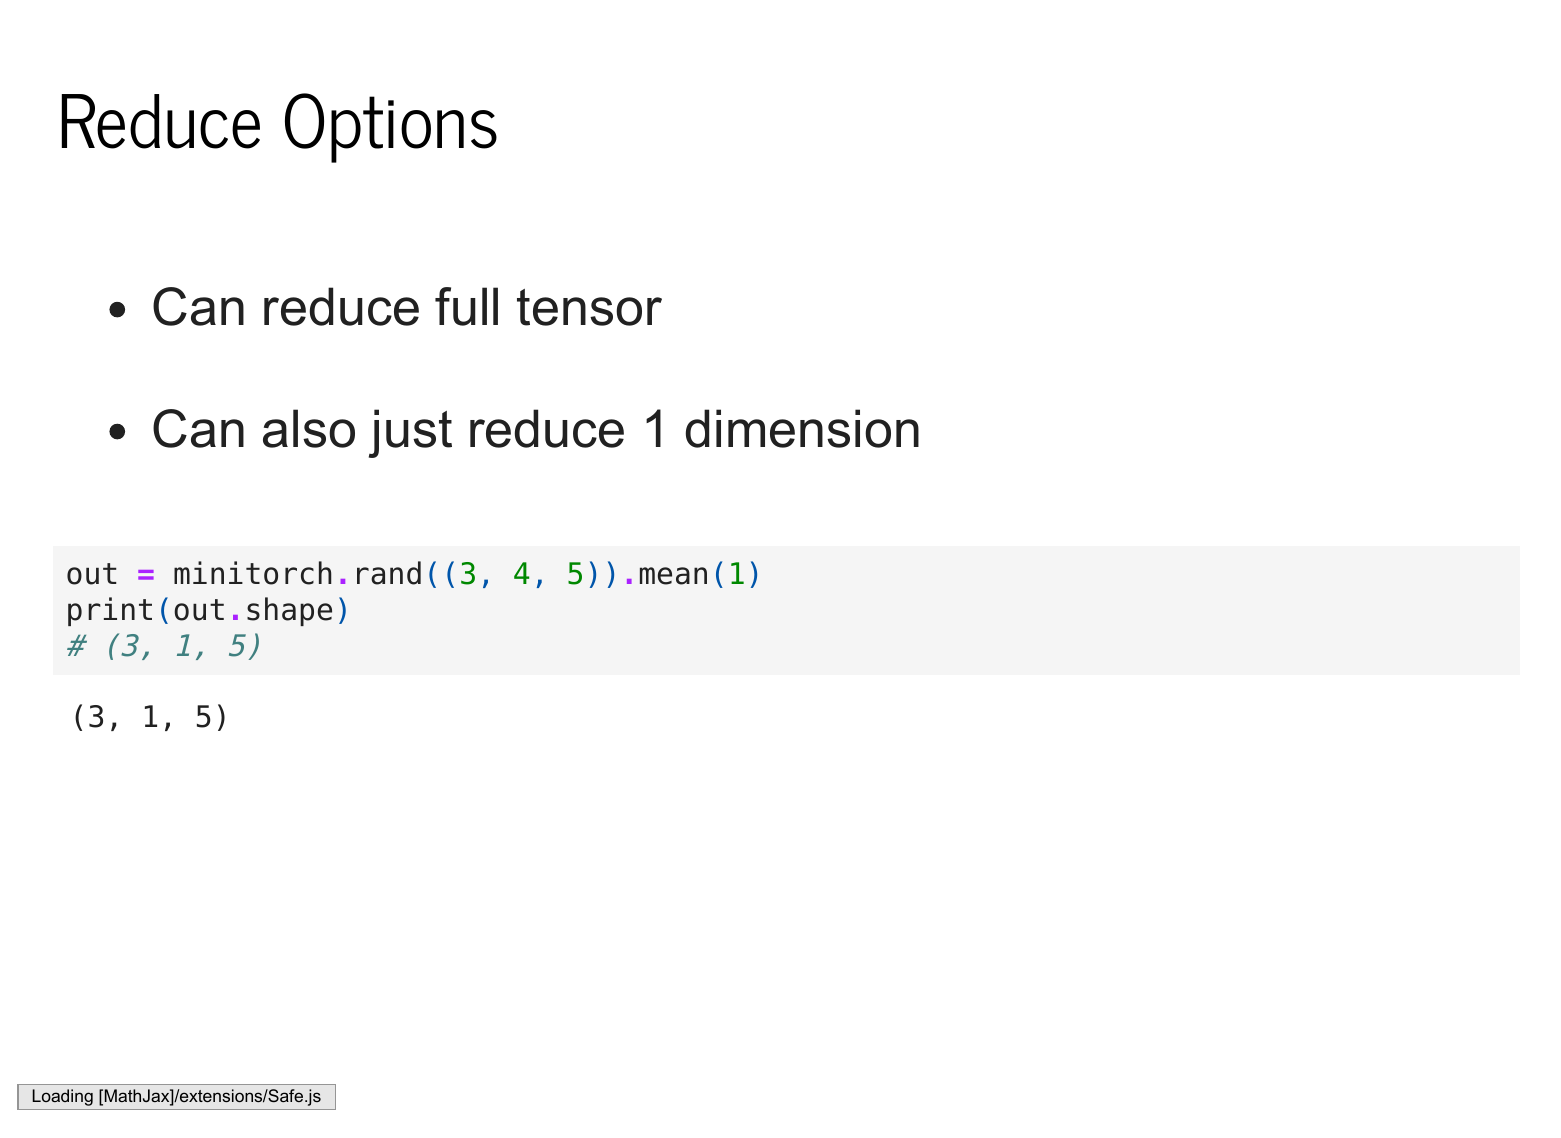 Reduce Options
• Can reduce full tensor
• Can also just reduce 1 dimension
out = minitorch.rand((3, 4, 5)).mean(1)
print(out.shape)
# (3, 1, 5)
(3, 1, 5)
Loading [MathJax]/extensions/Safe.js